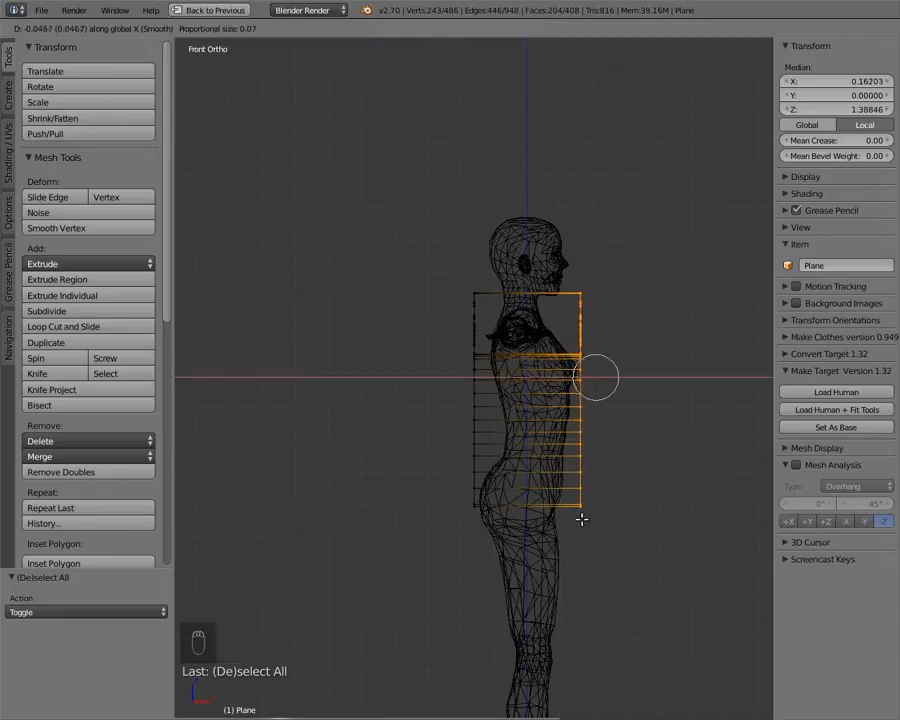 File Render Window Help Back to Previous Blender Render v2.70 | Verts:243/486 | Edges:446/948 | Faces:204/408 | Tris:816 | Mem:39.16M | Plane
D: -0.0467 (0.0467) along global X (Smooth) Proportional size: 0.07
Front Ortho
Tools
Create
Shading / UVs
Options
Grease Pencil
Navigation
Transform
Translate
Rotate
Scale
Shrink/Fatten
Push/Pull
Mesh Tools
Deform:
Slide Edge Vertex
Noise
Smooth Vertex
Add:
Extrude
Extrude Region
Extrude Individual
Subdivide
Loop Cut and Slide
Duplicate
Spin Screw
Knife Select
Knife Project
Bisect
Remove:
Delete
Merge
Remove Doubles
Repeat:
Repeat Last
History...
Inset Polygon:
Inset Polygon
(De)select All
Action
Toggle
Last: (De)select All
(1) Plane
Transform
Median:
X: 0.16203
Y: 0.00000
Z: 1.38846
Global Local
Mean Crease: 0.00
Mean Bevel Weight: 0.00
Display
Shading
Grease Pencil
View
Item
Plane
Motion Tracking
Background Images
Transform Orientations
Make Clothes version 0.949
Convert Target 1.32
Make Target Version 1.32
Load Human
Load Human + Fit Tools
Set As Base
Mesh Display
Mesh Analysis
Type: Overhang
0° 45°
+X +Y +Z -X -Y -Z
3D Cursor
Screencast Keys